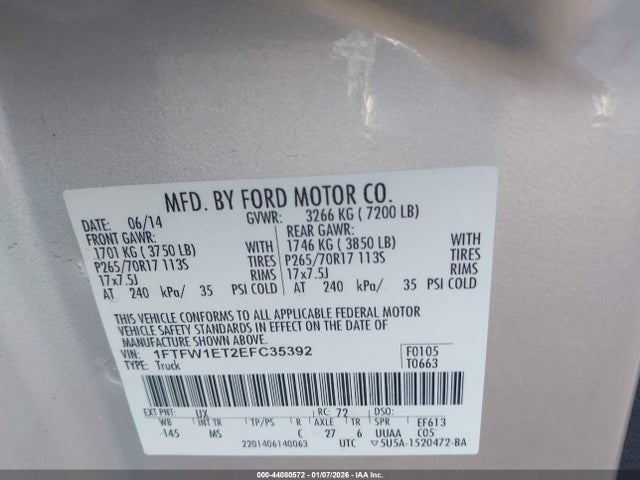 MFD. BY FORD MOTOR CO.
DATE: 06/14 GVWR: 3266 KG ( 7200 LB)
FRONT GAWR: REAR GAWR:
1701 KG ( 3750 LB) WITH 1746 KG ( 3850 LB) WITH
P265/70R17 113S TIRES P265/70R17 113S TIRES
17x7.5J RIMS 17x7.5J RIMS
AT 240 kPa/ 35 PSI COLD AT 240 kPa/ 35 PSI COLD
THIS VEHICLE CONFORMS TO ALL APPLICABLE FEDERAL MOTOR
VEHICLE SAFETY STANDARDS IN EFFECT ON THE DATE OF
MANUFACTURE SHOWN ABOVE.
VIN: 1FTFW1ET2EFC35392 F0105
TYPE: Truck T0663
EXT PNT: UX RC: 72 DSO:
WB INT TR TP/PS R AXLE TR SPR EF613
145 MS C 27 6 UUAA C05
2201406140063 UTC 5U5A-1520472-BA
000-44080572 | 01/07/2026 | IAA Inc.